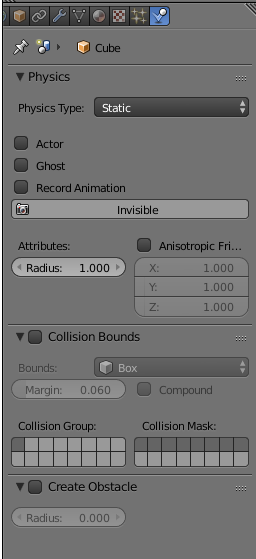 Cube
Physics
Physics Type: Static
Actor
Ghost
Record Animation
Invisible
Attributes: Anisotropic Fri...
Radius: 1.000 X: 1.000
Y: 1.000
Z: 1.000
Collision Bounds
Bounds: Box
Margin: 0.060 Compound
Collision Group: Collision Mask:
Create Obstacle
Radius: 0.000